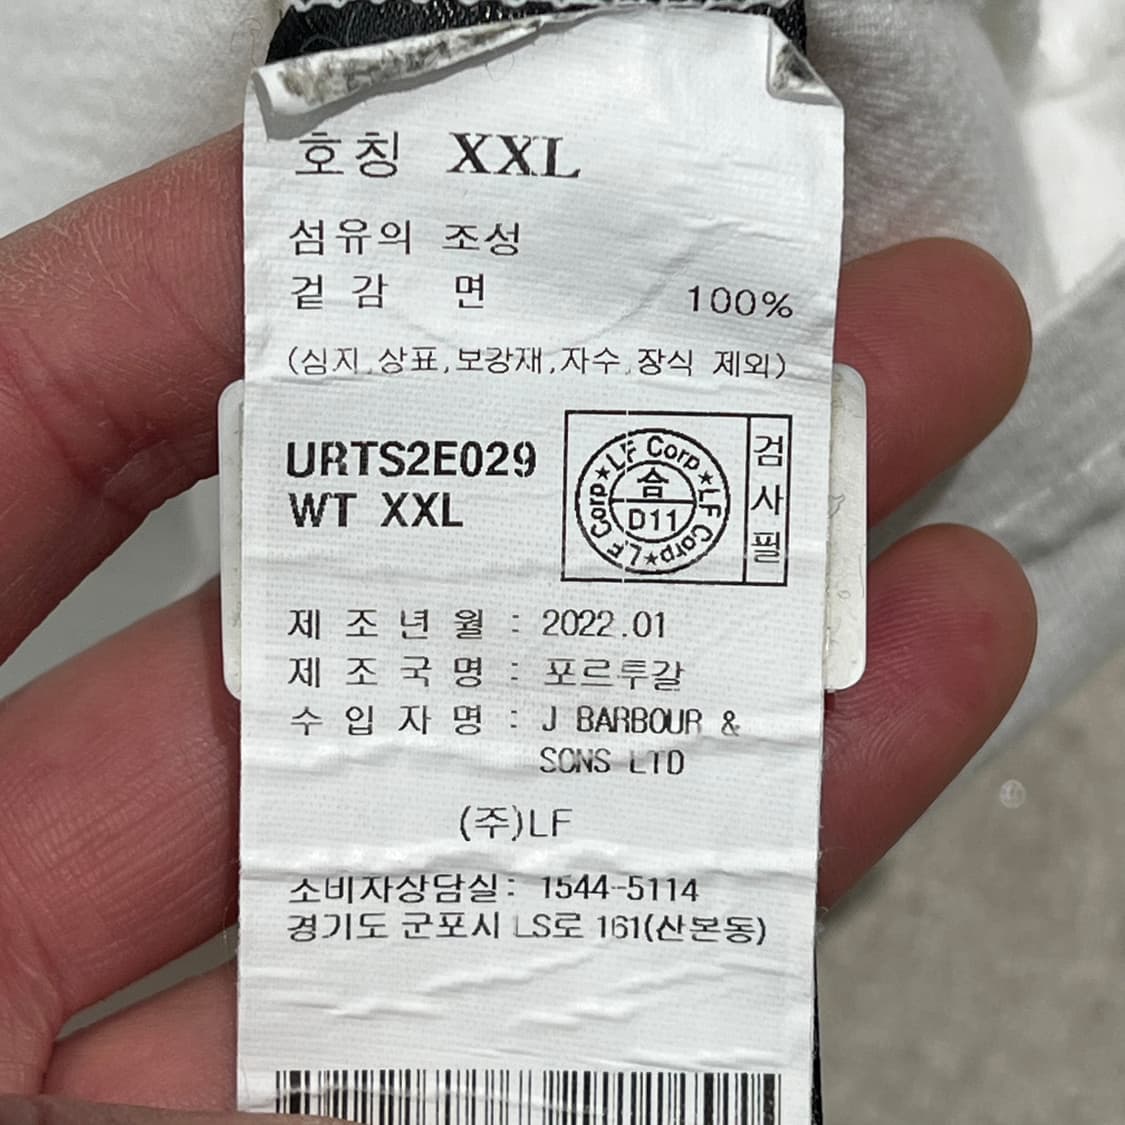 호칭 XXL
섬유의 조성
겉감 면 100%
(심지,상표,보강재,자수,장식 제외)
URTS2E029
WT XXL
LF Corp★LF Corp★LF Corp★
合
D11
검사필
제조년월 : 2022.01
제조국명 : 포르투갈
수입자명 : J BARBOUR &
SONS LTD
(주)LF
소비자상담실: 1544-5114
경기도 군포시 LS로 161(산본동)